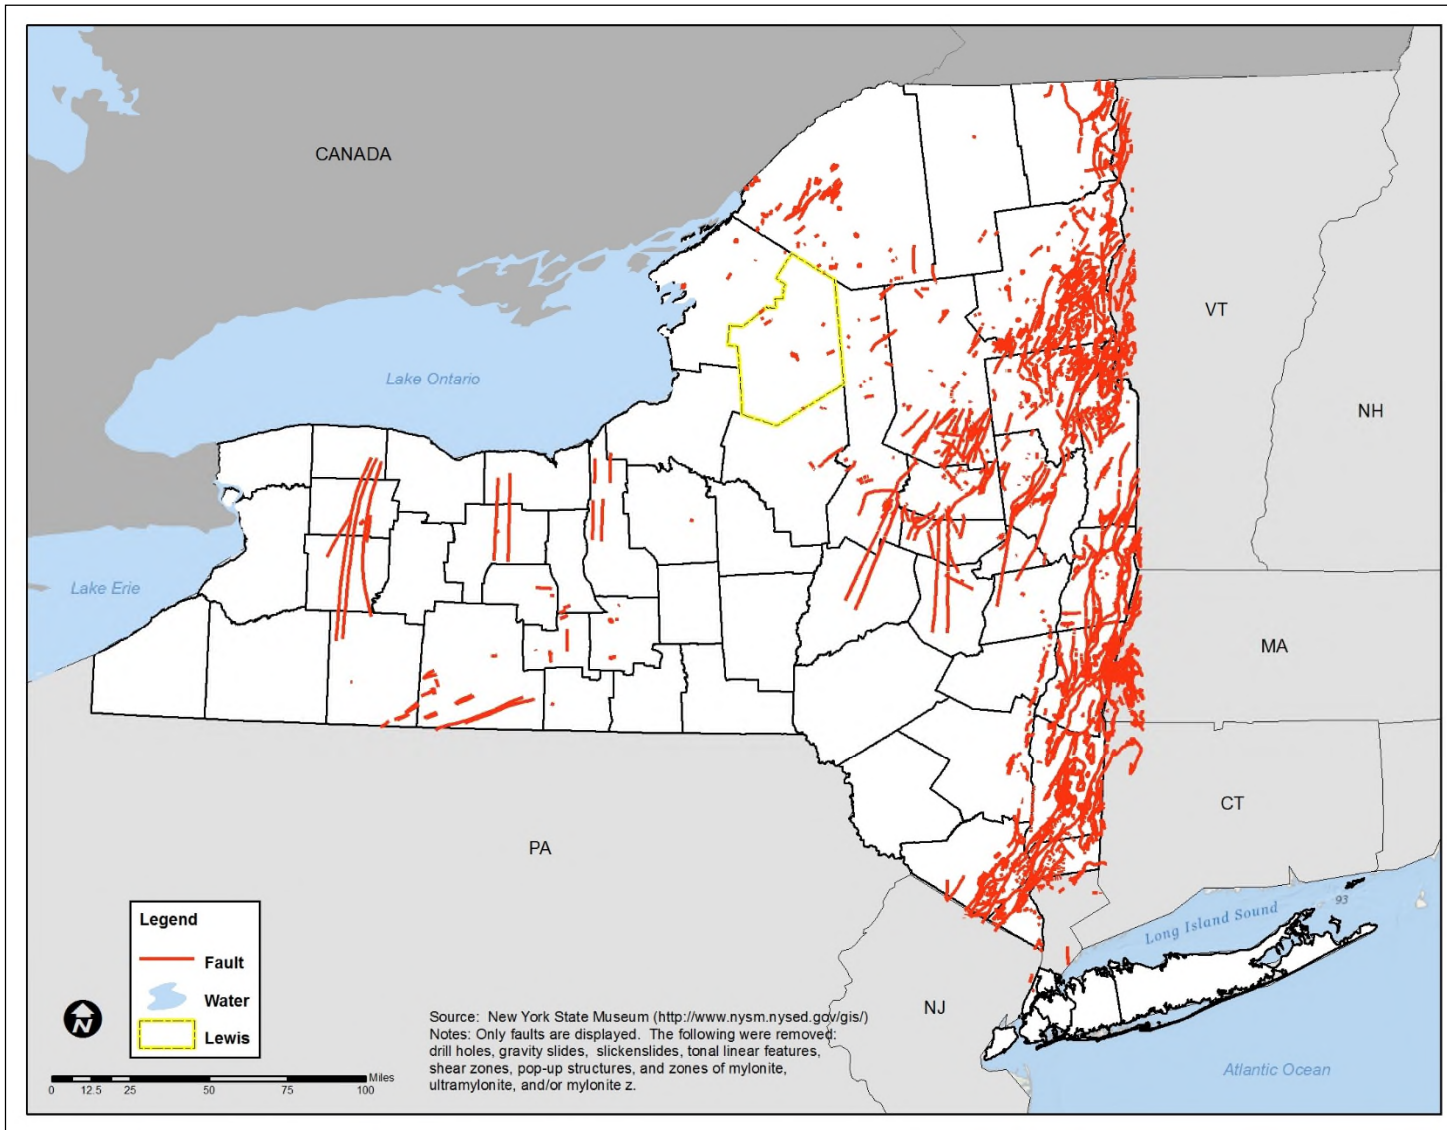 CANADA
VT
Lake Ontario
NH
Lake Erie
MA
CT
PA
93
Long Island Sound
Legend
Fault
Water
Lewis
N
NJ
Source:  New York State Museum (http://www.nysm.nysed.gov/gis/)
Notes: Only faults are displayed.  The following were removed:
drill holes, gravity slides,  slickenslides, tonal linear features,
shear zones, pop-up structures, and zones of mylonite,
ultramylonite, and/or mylonite z.
Atlantic Ocean
Miles
0 12.5 25 50 75 100